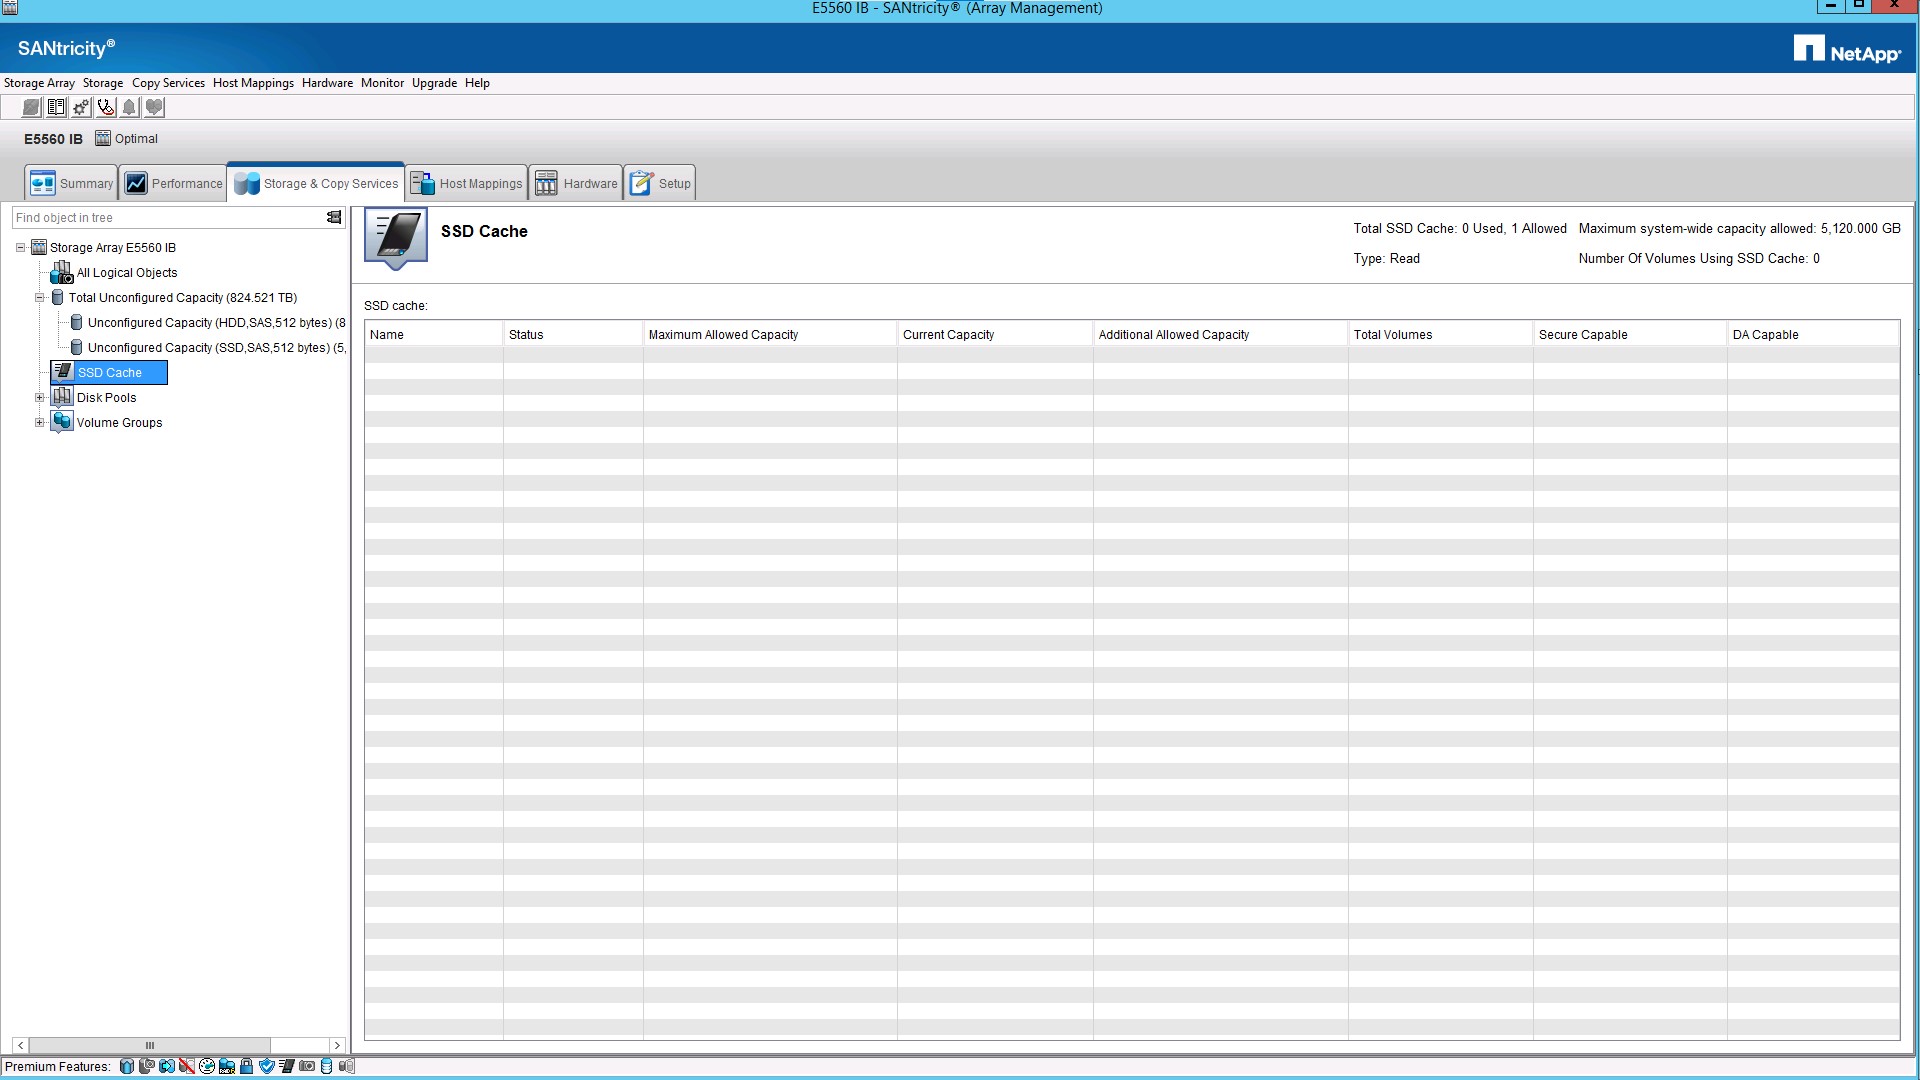 E5560 IB - SANtricity® (Array Management)
SANtricity®
NetApp
Storage Array Storage Copy Services Host Mappings Hardware Monitor Upgrade Help
E5560 IB Optimal
Summary Performance Storage & Copy Services Host Mappings Hardware Setup
Find object in tree
Storage Array E5560 IB
All Logical Objects
Total Unconfigured Capacity (824.521 TB)
Unconfigured Capacity (HDD,SAS,512 bytes) (8
Unconfigured Capacity (SSD,SAS,512 bytes) (5,
SSD Cache
Disk Pools
Volume Groups
SSD Cache
Total SSD Cache: 0 Used, 1 Allowed Maximum system-wide capacity allowed: 5,120.000 GB
Type: Read Number Of Volumes Using SSD Cache: 0
SSD cache:
Name Status Maximum Allowed Capacity Current Capacity Additional Allowed Capacity Total Volumes Secure Capable DA Capable
Premium Features: